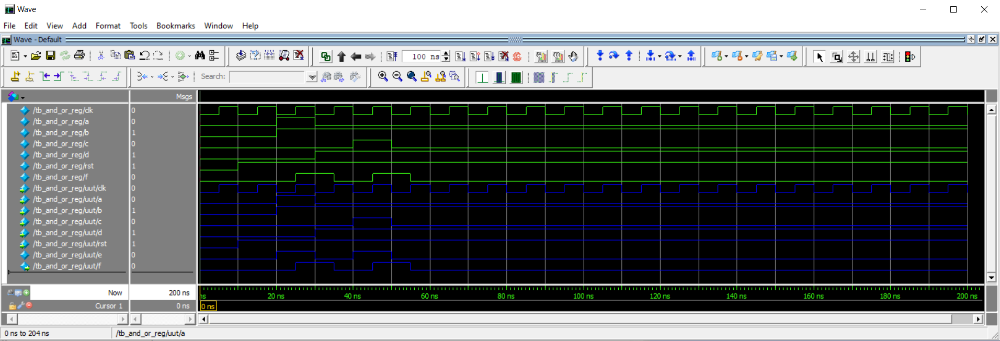 Wave
File Edit View Add Format Tools Bookmarks Window Help
Wave - Default
100 ns
Search:
Msgs
/tb_and_or_reg/clk 0
/tb_and_or_reg/a 0
/tb_and_or_reg/b 1
/tb_and_or_reg/c 0
/tb_and_or_reg/d 1
/tb_and_or_reg/rst 1
/tb_and_or_reg/f 0
/tb_and_or_reg/uut/clk 0
/tb_and_or_reg/uut/a 0
/tb_and_or_reg/uut/b 1
/tb_and_or_reg/uut/c 0
/tb_and_or_reg/uut/d 1
/tb_and_or_reg/uut/rst 1
/tb_and_or_reg/uut/e 0
/tb_and_or_reg/uut/f 0
Now 200 ns
ns 20 ns 40 ns 60 ns 80 ns 100 ns 120 ns 140 ns 160 ns 180 ns 200 ns
Cursor 1 0 ns 0 ns
0 ns to 204 ns /tb_and_or_reg/uut/a